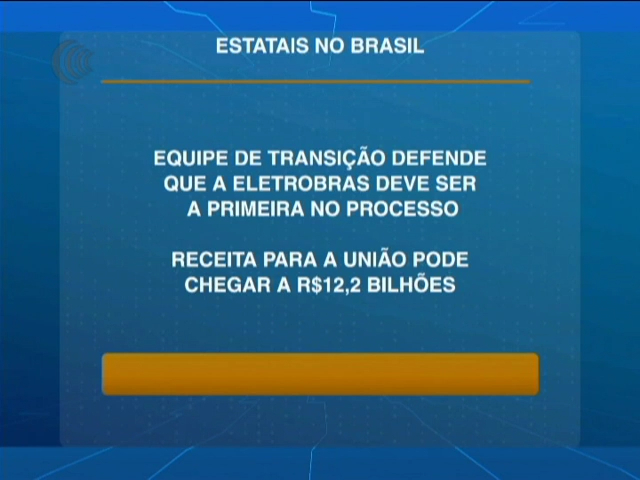 ESTATAIS NO BRASIL
EQUIPE DE TRANSIÇÃO DEFENDE
QUE A ELETROBRAS DEVE SER
A PRIMEIRA NO PROCESSO
RECEITA PARA A UNIÃO PODE
CHEGAR A R$12,2 BILHÕES